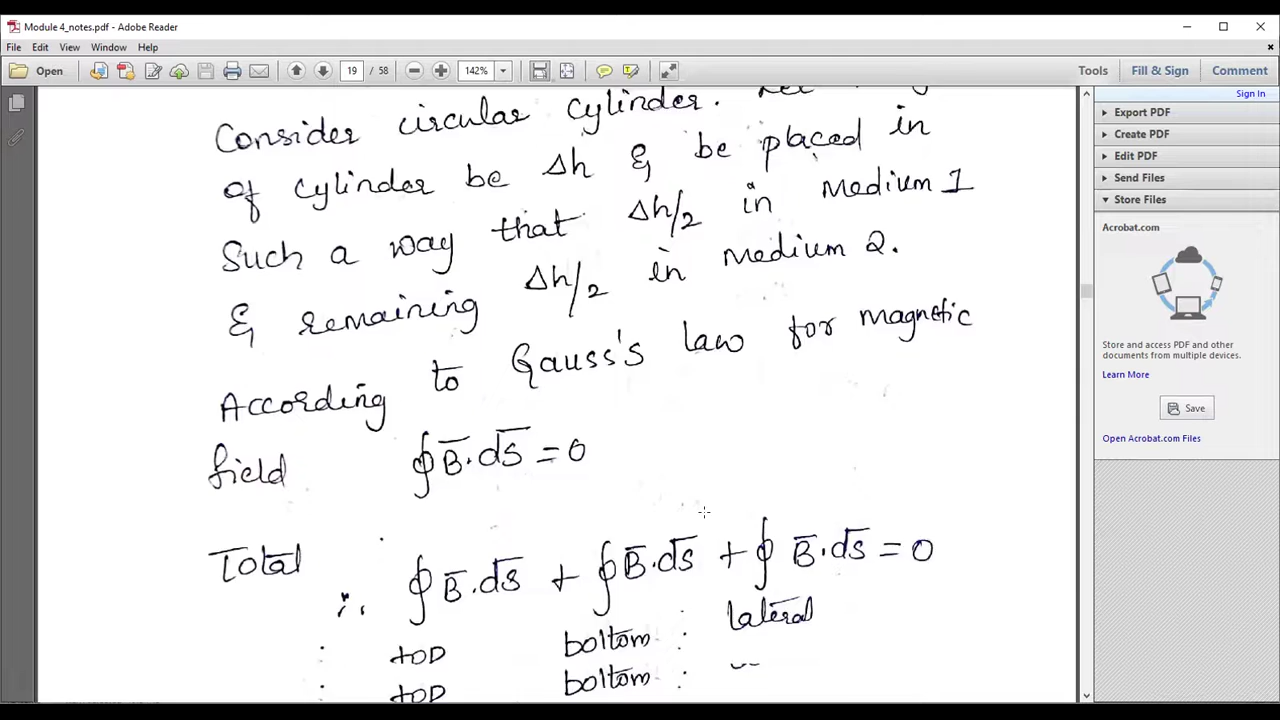 Module 4_notes.pdf - Adobe Reader
File Edit View Window Help
Open 19 / 58 142% Tools Fill & Sign Comment
Sign In
Export PDF
Create PDF
Edit PDF
Send Files
Store Files
Acrobat.com
Store and access PDF and other
documents from multiple devices.
Learn More
Save
Open Acrobat.com Files
Consider circular cylinder. Let
of cylinder be Δh & be placed in
Such a way that Δh/2 in medium 1
& remaining Δh/2 in medium 2.
According to Gauss's law for magnetic
field ∮B̅.dS̅ = 0
Total
∴ ∮B̅.dS̅ + ∮B̅.dS̅ + ∮B̅.dS̅ = 0
top bottom lateral
top bottom